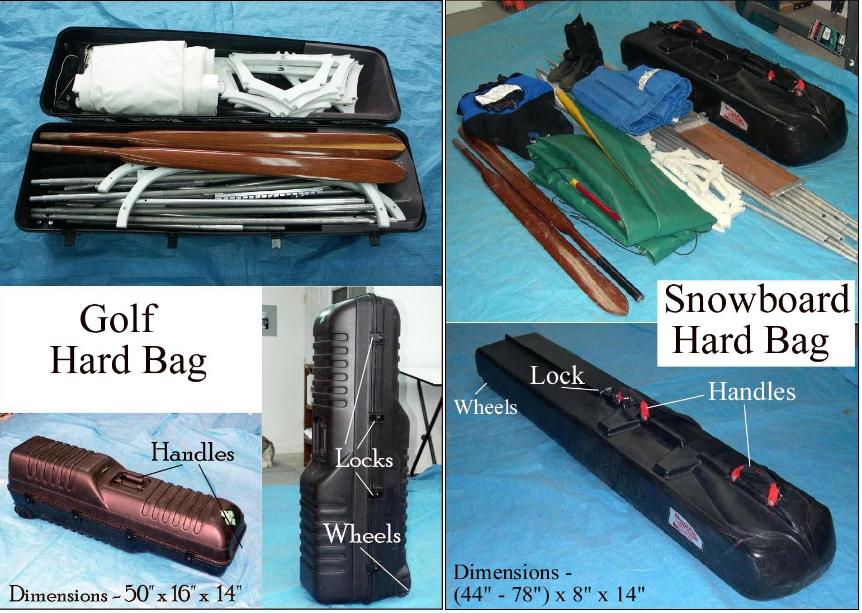 Golf
Hard Bag
Handles
Dimensions - 50" x 16" x 14"
Locks
Wheels
Snowboard
Hard Bag
Lock
Handles
Wheels
Dimensions -
(44" - 78") x 8" x 14"